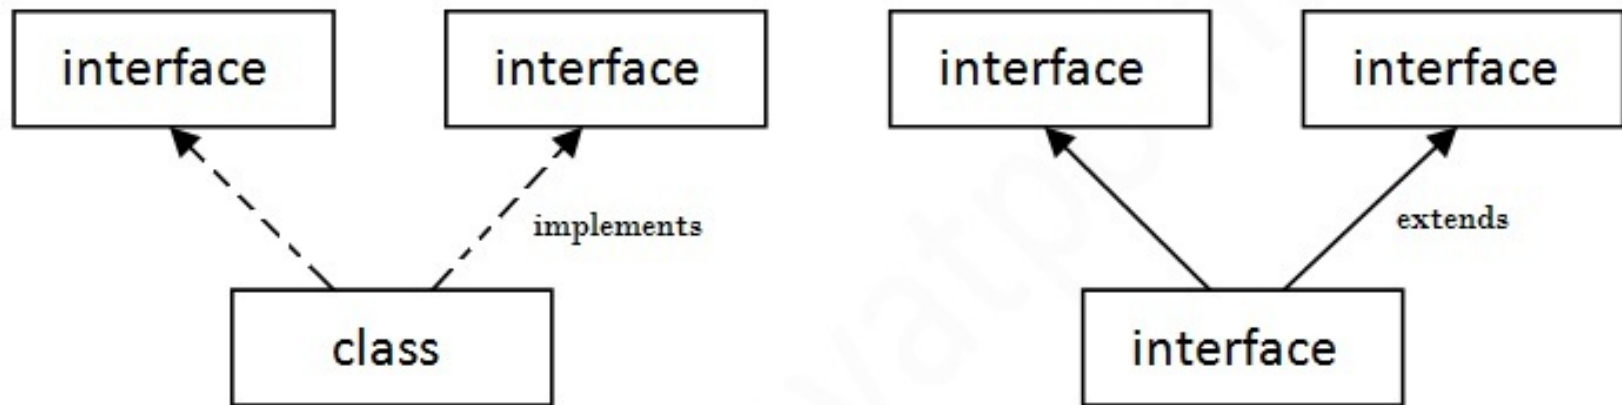 interface interface interface interface
implements extends
class interface